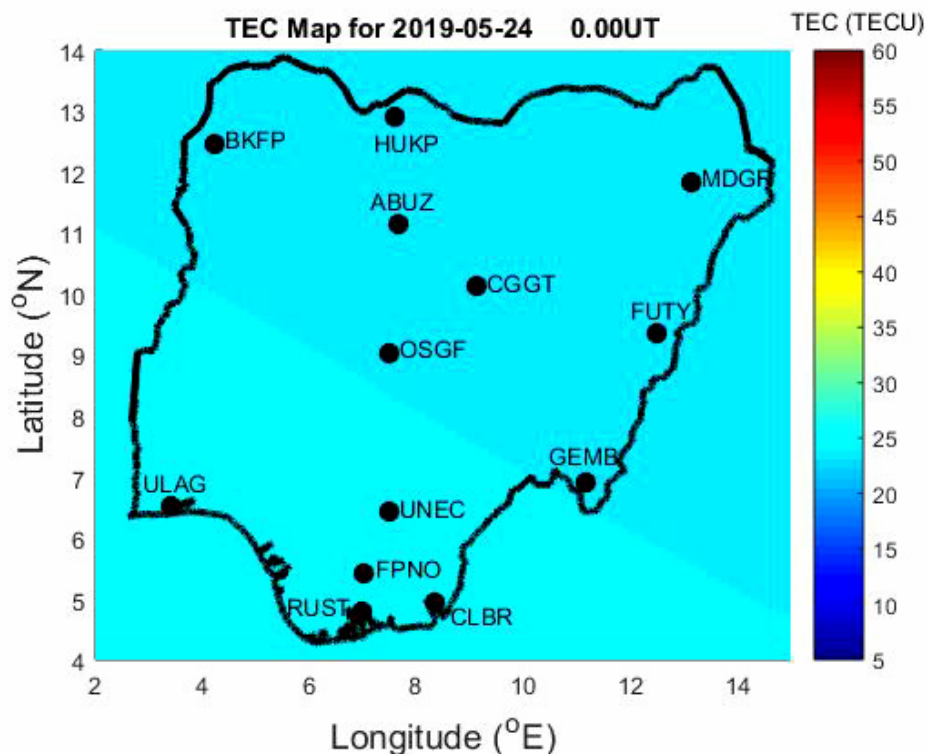 TEC Map for 2019-05-24 0.00UT
TEC (TECU)
14
13
12
11
10
9
8
7
6
5
4
Latitude (°N)
BKFP
HUKP
MDGR
ABUZ
CGGT
FUTY
OSGF
GEMB
ULAG
UNEC
FPNO
RUST
CLBR
2
4
6
8
10
12
14
Longitude (°E)
60
55
50
45
40
35
30
25
20
15
10
5